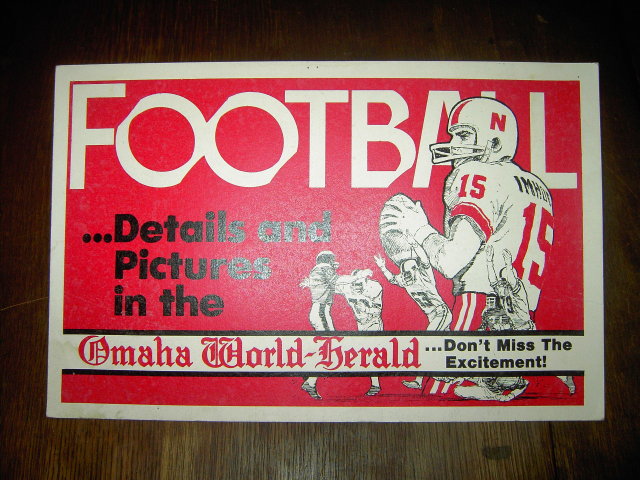 FOOTBALL
N
15
15
...Details and
Pictures
in the
Omaha World-Herald
...Don't Miss The
Excitement!